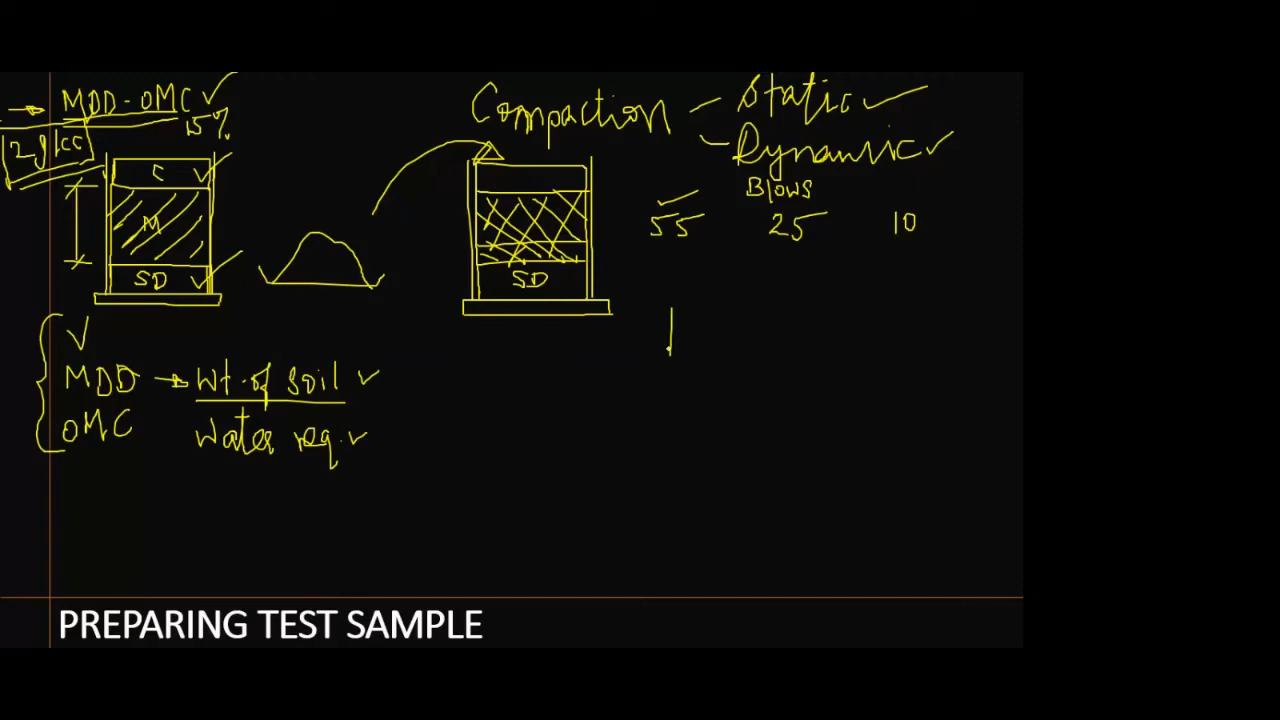 MDD-OMC
15%
2 g/cc
C
M
SD
Compaction
Static
Dynamic
Blows
55 25 10
SD
V
MDD → Wt. of soil
OMC Water req.
PREPARING TEST SAMPLE